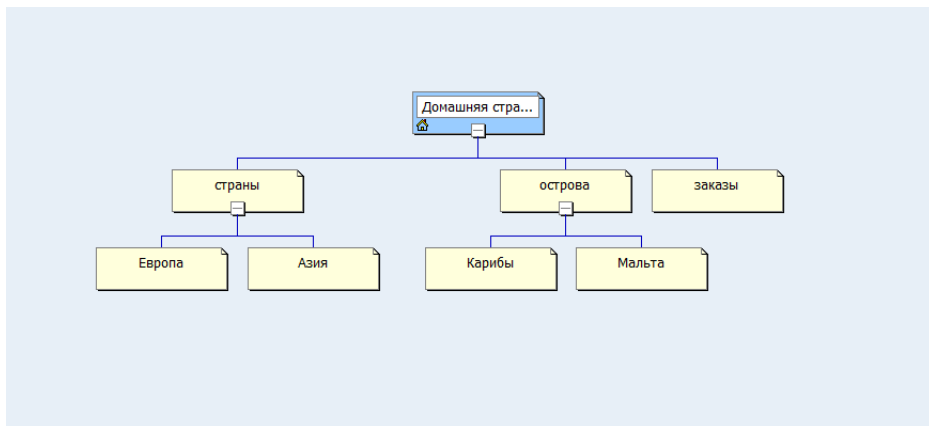 Домашняя стра...
страны
острова
заказы
Европа
Азия
Карибы
Мальта